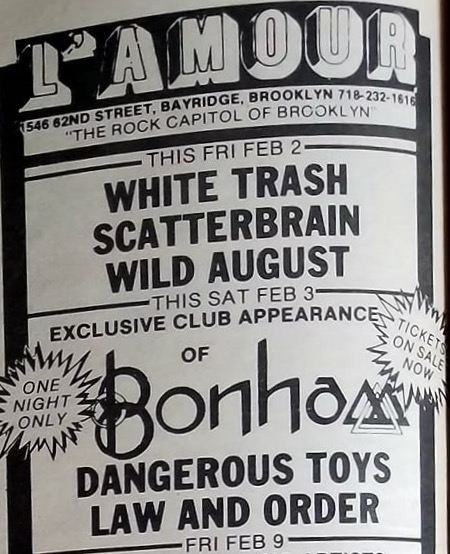 L'AMOUR
1546 62ND STREET, BAYRIDGE, BROOKLYN 718-232-1616
"THE ROCK CAPITOL OF BROOKLYN"
THIS FRI FEB 2
WHITE TRASH
SCATTERBRAIN
WILD AUGUST
THIS SAT FEB 3
EXCLUSIVE CLUB APPEARANCE
OF
TICKETS
ON SALE
NOW
ONE
NIGHT
ONLY
Bonham
DANGEROUS TOYS
LAW AND ORDER
FRI FEB 9